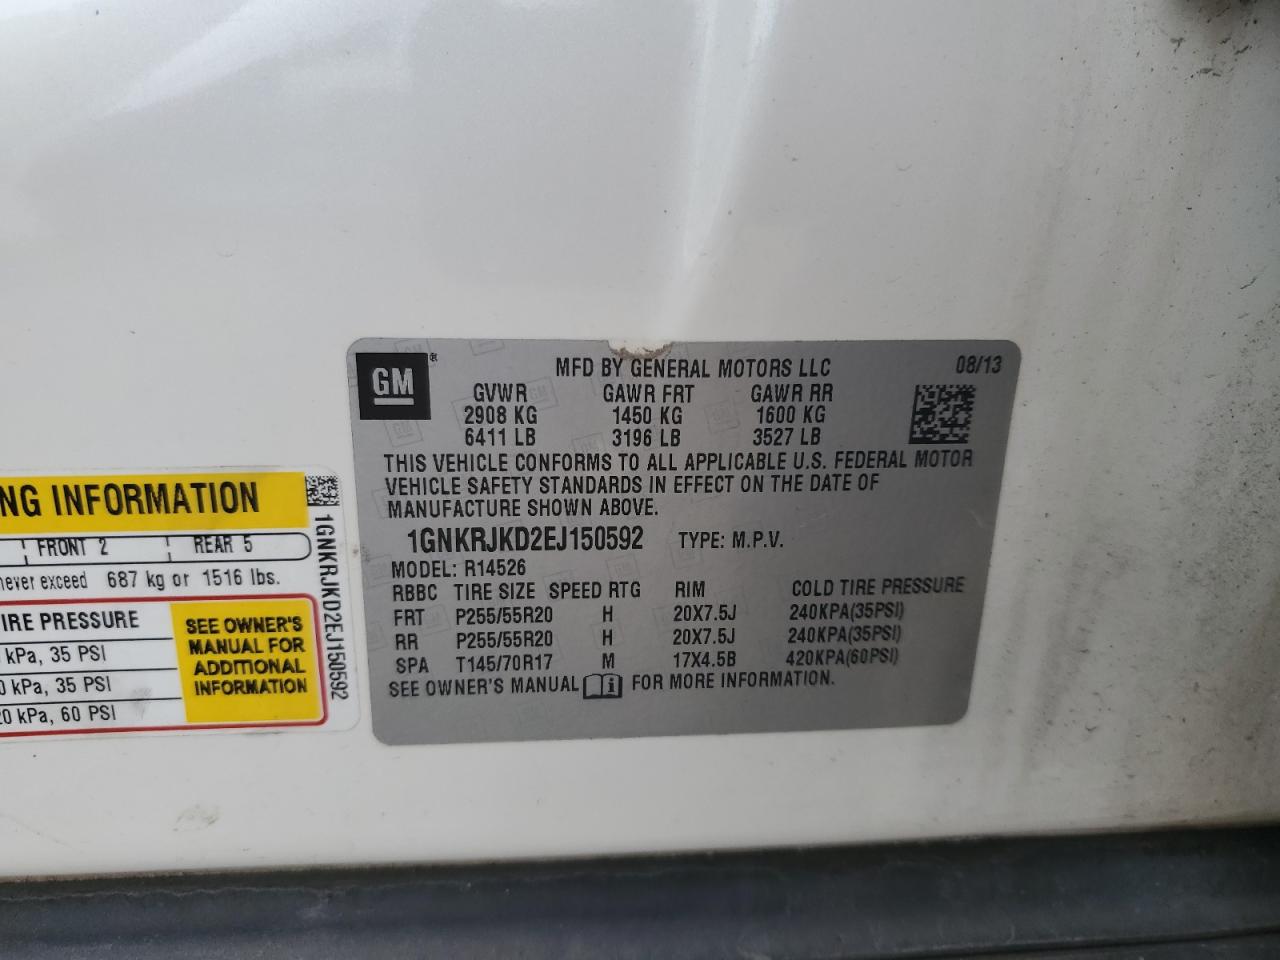 GM
MFD BY GENERAL MOTORS LLC 08/13
GVWR GAWR FRT GAWR RR
2908 KG 1450 KG 1600 KG
6411 LB 3196 LB 3527 LB
THIS VEHICLE CONFORMS TO ALL APPLICABLE U.S. FEDERAL MOTOR
VEHICLE SAFETY STANDARDS IN EFFECT ON THE DATE OF
MANUFACTURE SHOWN ABOVE.
1GNKRJKD2EJ150592 TYPE: M.P.V.
MODEL: R14526
RBBC TIRE SIZE SPEED RTG RIM COLD TIRE PRESSURE
FRT P255/55R20 H 20X7.5J 240KPA(35PSI)
RR P255/55R20 H 20X7.5J 240KPA(35PSI)
SPA T145/70R17 M 17X4.5B 420KPA(60PSI)
SEE OWNER'S MANUAL FOR MORE INFORMATION.
NG INFORMATION
FRONT 2 REAR 5
never exceed 687 kg or 1516 lbs.
IRE PRESSURE
kPa, 35 PSI
0 kPa, 35 PSI
20 kPa, 60 PSI
SEE OWNER'S
MANUAL FOR
ADDITIONAL
INFORMATION
1GNKRJKD2EJ150592